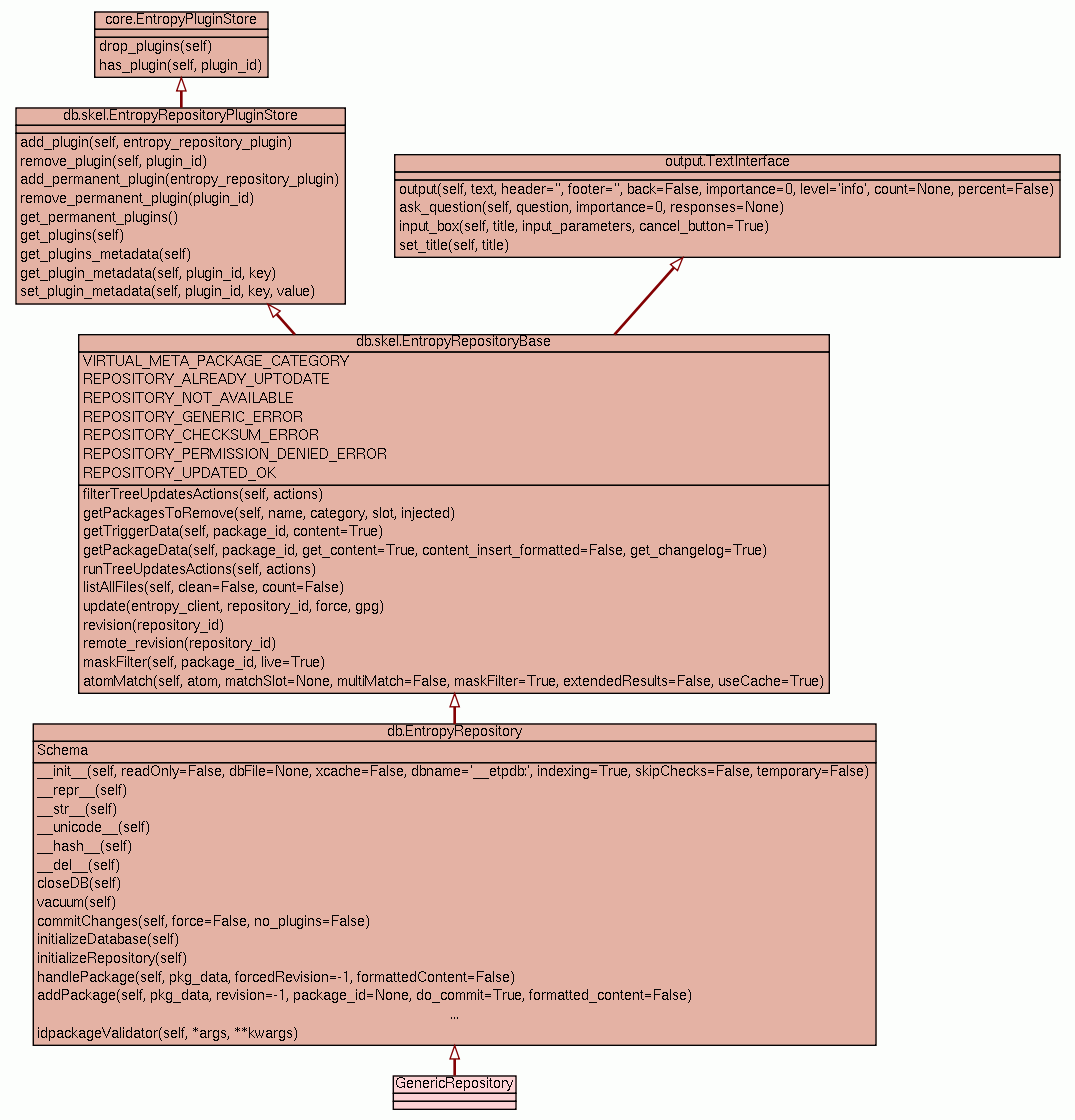 core.EntropyPluginStore
drop_plugins(self)
has_plugin(self, plugin_id)
db.skel.EntropyRepositoryPluginStore
add_plugin(self, entropy_repository_plugin)
remove_plugin(self, plugin_id)
add_permanent_plugin(entropy_repository_plugin)
remove_permanent_plugin(plugin_id)
get_permanent_plugins()
get_plugins(self)
get_plugins_metadata(self)
get_plugin_metadata(self, plugin_id, key)
set_plugin_metadata(self, plugin_id, key, value)
output.TextInterface
output(self, text, header='', footer='', back=False, importance=0, level='info', count=None, percent=False)
ask_question(self, question, importance=0, responses=None)
input_box(self, title, input_parameters, cancel_button=True)
set_title(self, title)
db.skel.EntropyRepositoryBase
VIRTUAL_META_PACKAGE_CATEGORY
REPOSITORY_ALREADY_UPTODATE
REPOSITORY_NOT_AVAILABLE
REPOSITORY_GENERIC_ERROR
REPOSITORY_CHECKSUM_ERROR
REPOSITORY_PERMISSION_DENIED_ERROR
REPOSITORY_UPDATED_OK
filterTreeUpdatesActions(self, actions)
getPackagesToRemove(self, name, category, slot, injected)
getTriggerData(self, package_id, content=True)
getPackageData(self, package_id, get_content=True, content_insert_formatted=False, get_changelog=True)
runTreeUpdatesActions(self, actions)
listAllFiles(self, clean=False, count=False)
update(entropy_client, repository_id, force, gpg)
revision(repository_id)
remote_revision(repository_id)
maskFilter(self, package_id, live=True)
atomMatch(self, atom, matchSlot=None, multiMatch=False, maskFilter=True, extendedResults=False, useCache=True)
db.EntropyRepository
Schema
__init__(self, readOnly=False, dbFile=None, xcache=False, dbname='__etpdb:', indexing=True, skipChecks=False, temporary=False)
__repr__(self)
__str__(self)
__unicode__(self)
__hash__(self)
__del__(self)
closeDB(self)
vacuum(self)
commitChanges(self, force=False, no_plugins=False)
initializeDatabase(self)
initializeRepository(self)
handlePackage(self, pkg_data, forcedRevision=-1, formattedContent=False)
addPackage(self, pkg_data, revision=-1, package_id=None, do_commit=True, formatted_content=False)
...
idpackageValidator(self, *args, **kwargs)
GenericRepository